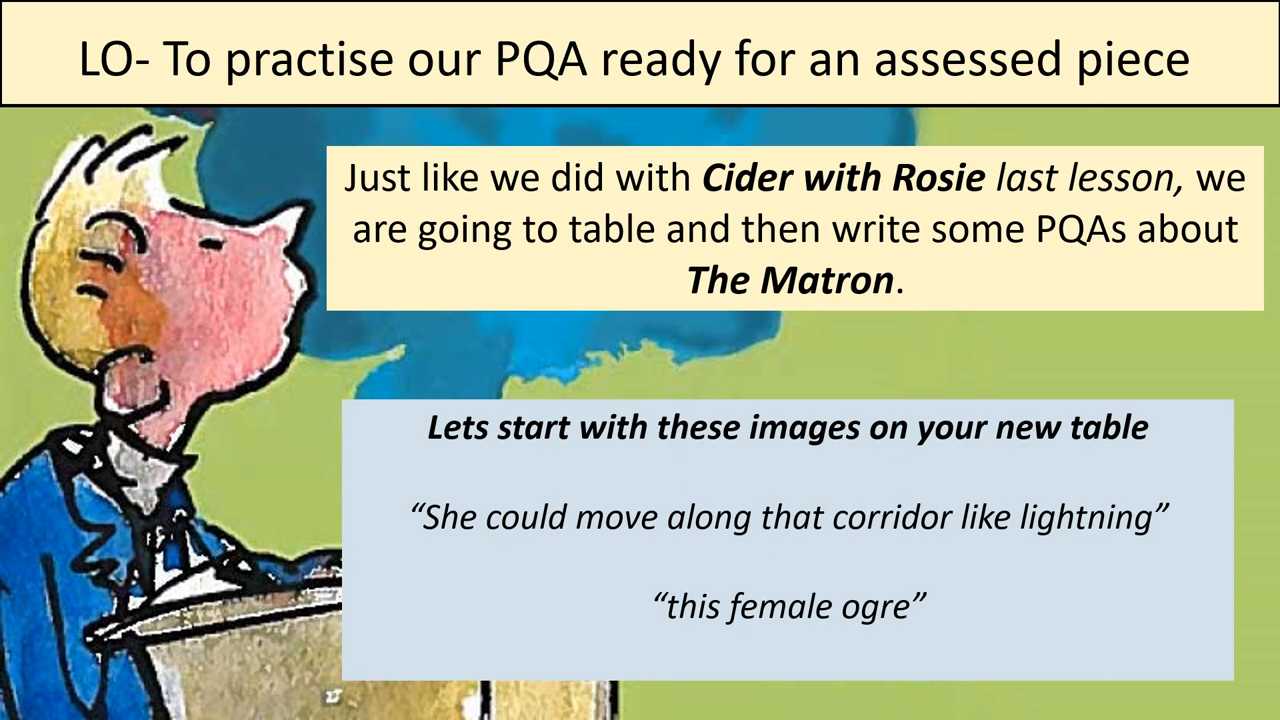 LO- To practise our PQA ready for an assessed piece
Just like we did with Cider with Rosie last lesson, we
are going to table and then write some PQAs about
The Matron.
Lets start with these images on your new table
“She could move along that corridor like lightning”
“this female ogre”